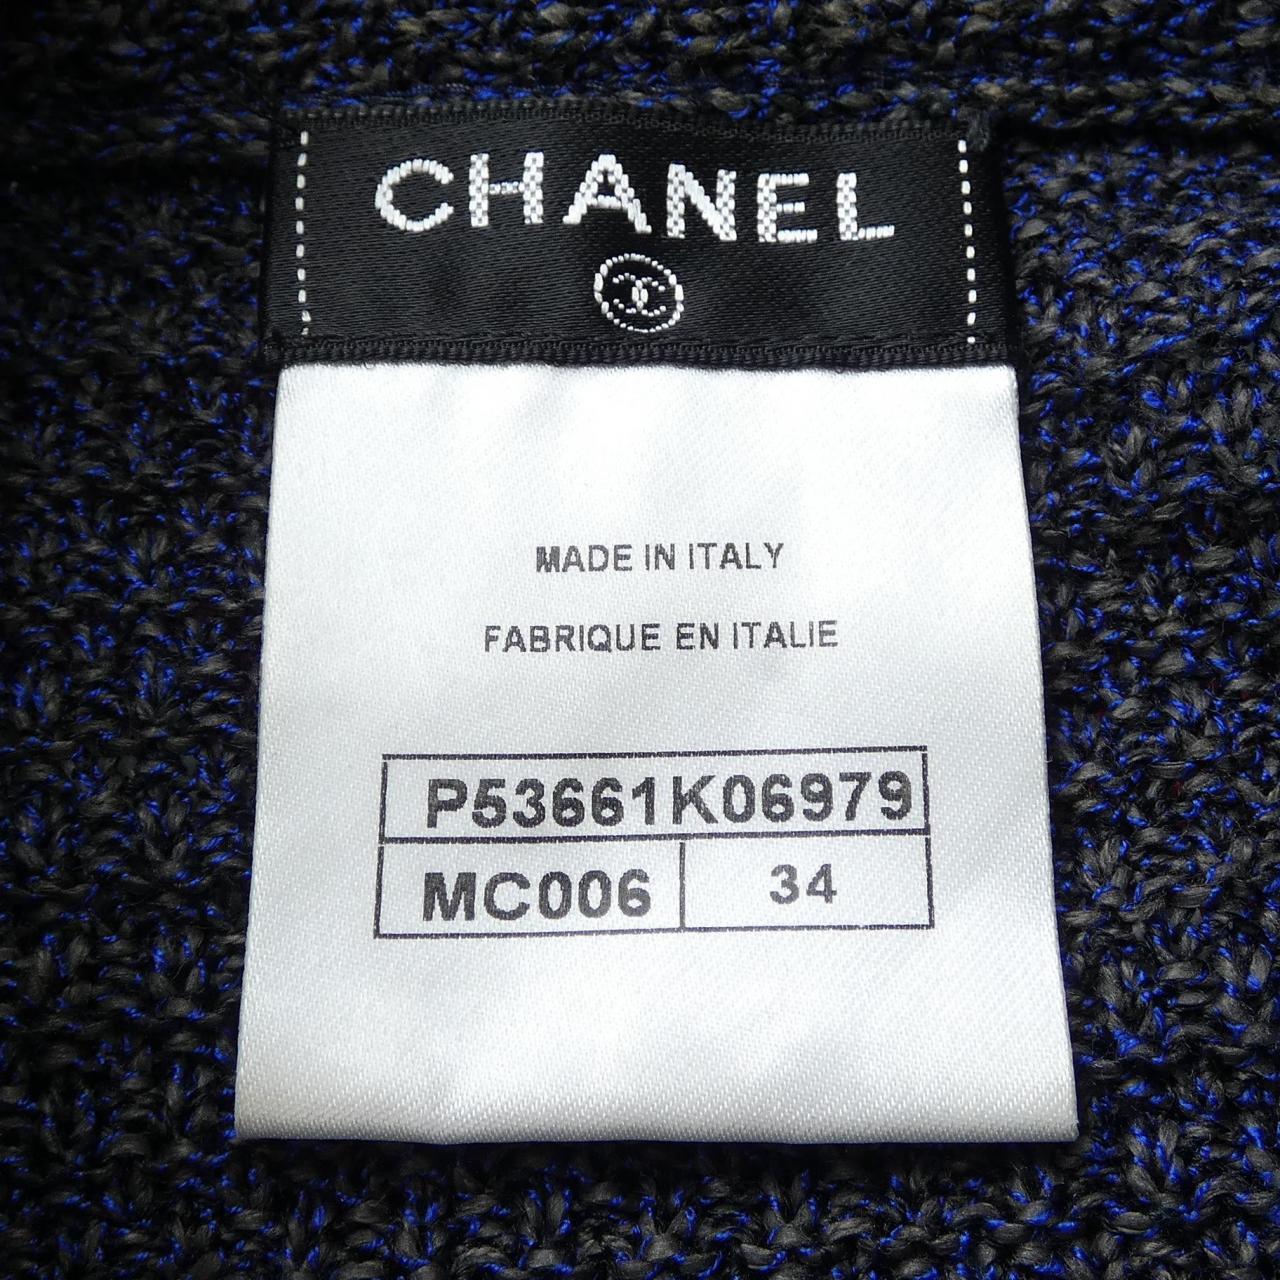 CHANEL
MADE IN ITALY
FABRIQUE EN ITALIE
P53661K06979
MC006 34